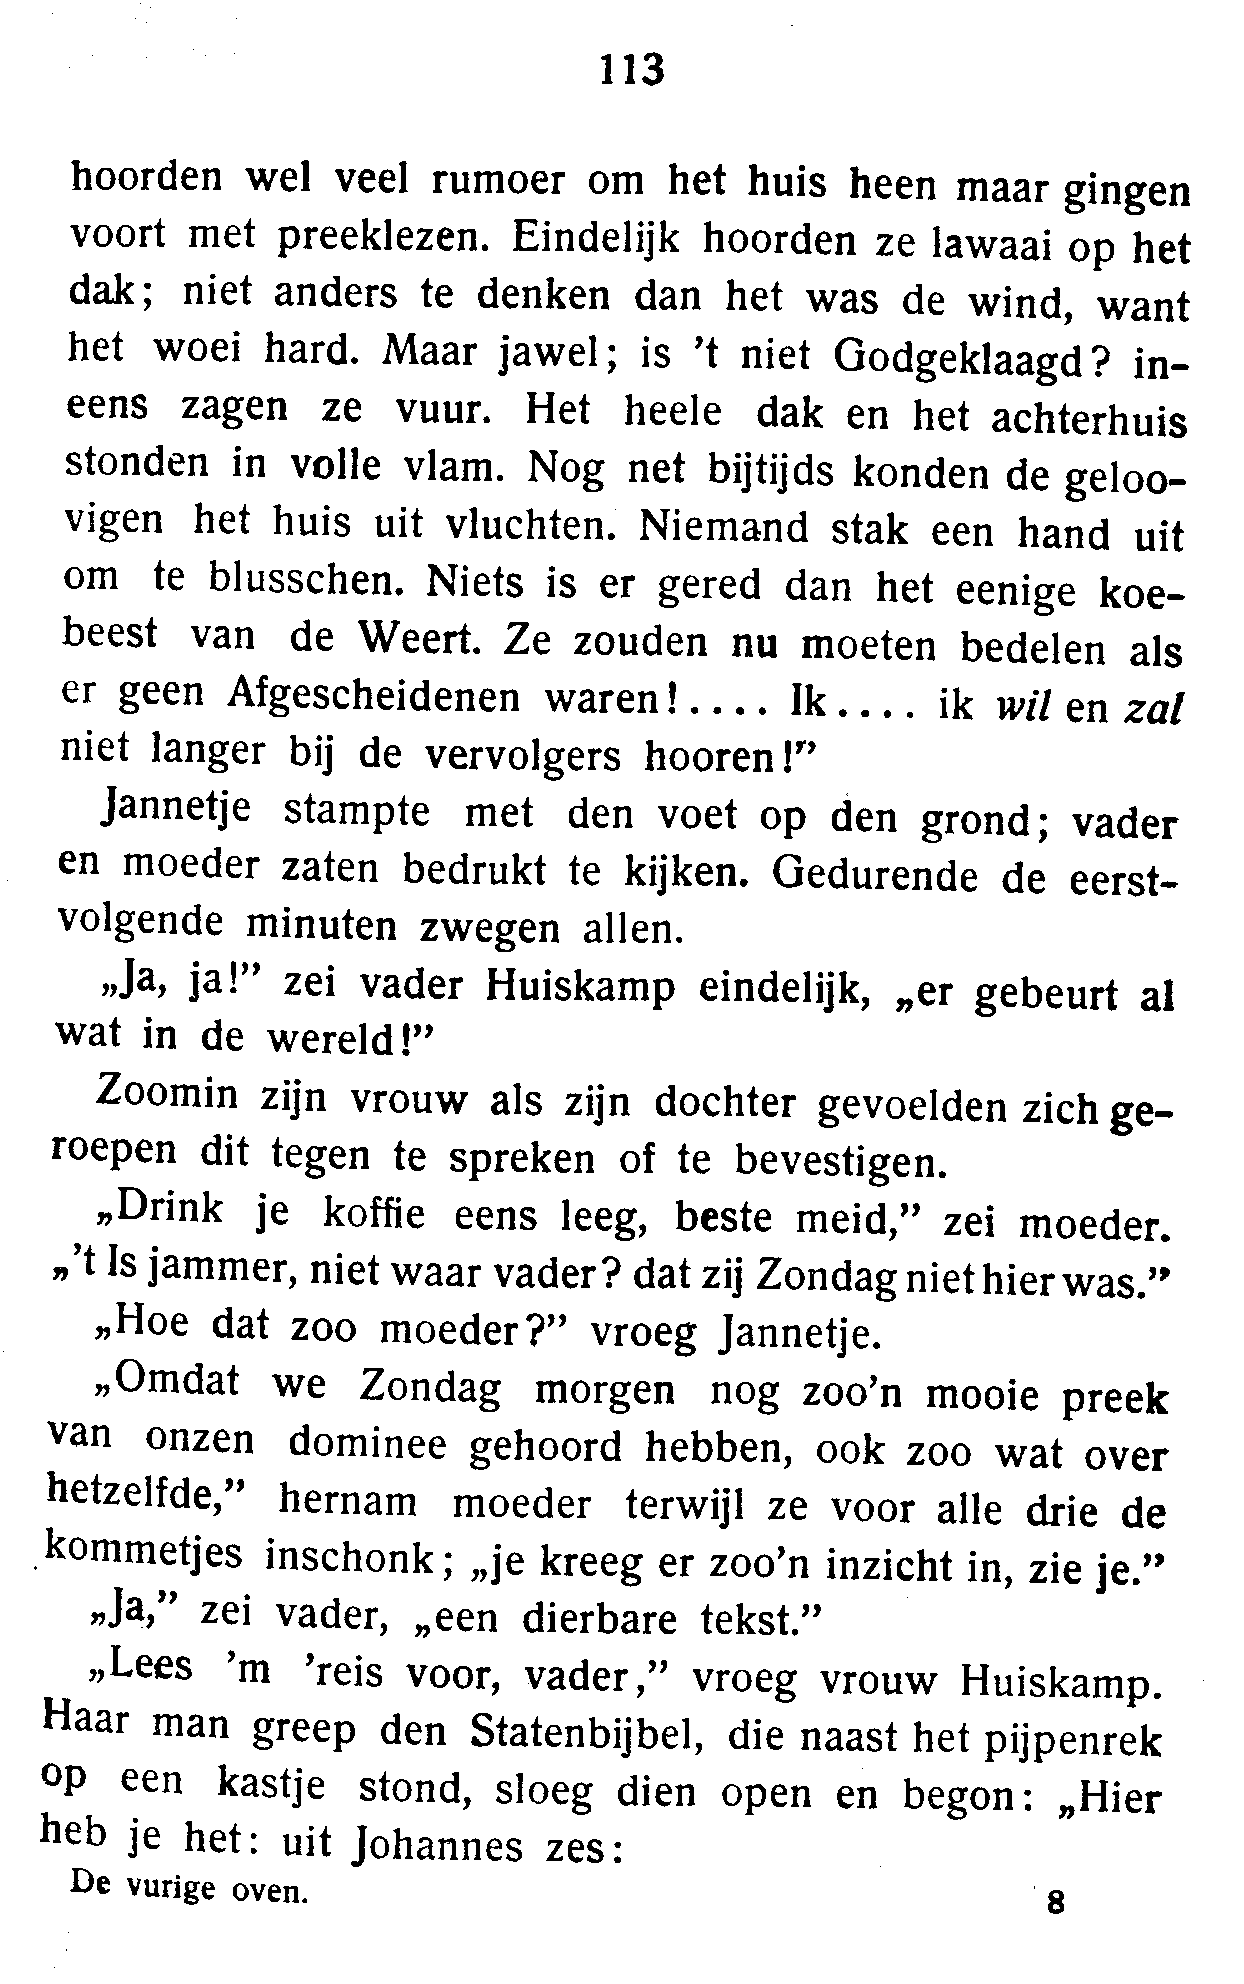 113
hoorden wel veel rumoer om het huis heen maar gingen
voort met preeklezen. Eindelijk hoorden ze lawaai op het
dak; niet anders te denken dan het was de wind, want
het woei hard. Maar jawel; is 't niet Godgeklaagd? in-
eens zagen ze vuur. Het heele dak en het achterhuis
stonden in volle vlam. Nog net bijtijds konden de geloo-
vigen het huis uit vluchten. Niemand stak een hand uit
om te blusschen. Niets is er gered dan het eenige koe-
beest van de Weert. Ze zouden nu moeten bedelen als
er geen Afgescheidenen waren!.... Ik.... ik wil en zal
niet langer bij de vervolgers hooren!”
Jannetje stampte met den voet op den grond; vader
en moeder zaten bedrukt te kijken. Gedurende de eerst-
volgende minuten zwegen allen.
„Ja, ja!” zei vader Huiskamp eindelijk, „er gebeurt al
wat in de wereld!”
Zoomin zijn vrouw als zijn dochter gevoelden zich ge-
roepen dit tegen te spreken of te bevestigen.
„Drink je koffie eens leeg, beste meid,” zei moeder.
„'t Is jammer, niet waar vader? dat zij Zondag niet hier was.”
„Hoe dat zoo moeder?” vroeg Jannetje.
„Omdat we Zondag morgen nog zoo'n mooie preek
van onzen dominee gehoord hebben, ook zoo wat over
hetzelfde,” hernam moeder terwijl ze voor alle drie de
kommetjes inschonk; „je kreeg er zoo'n inzicht in, zie je.”
„Ja,” zei vader, „een dierbare tekst.”
„Lees 'm 'reis voor, vader,” vroeg vrouw Huiskamp.
Haar man greep den Statenbijbel, die naast het pijpenrek
op een kastje stond, sloeg dien open en begon: „Hier
heb je het: uit Johannes zes:
De vurige oven. 8